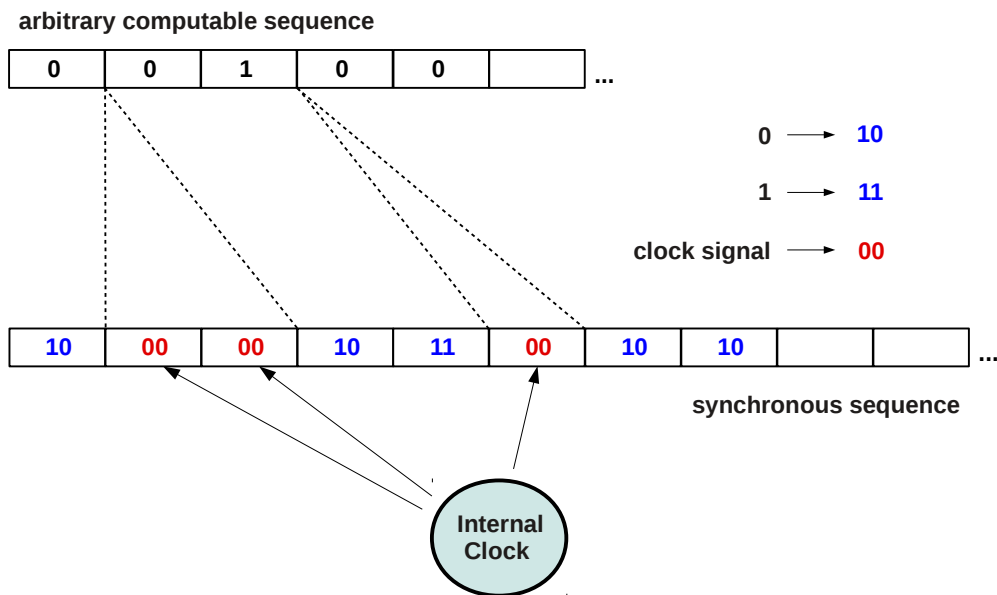 arbitrary computable sequence
0 0 1 0 0 ...
0 10
1 11
clock signal 00
10 00 00 10 11 00 10 10 ...
synchronous sequence
Internal
Clock